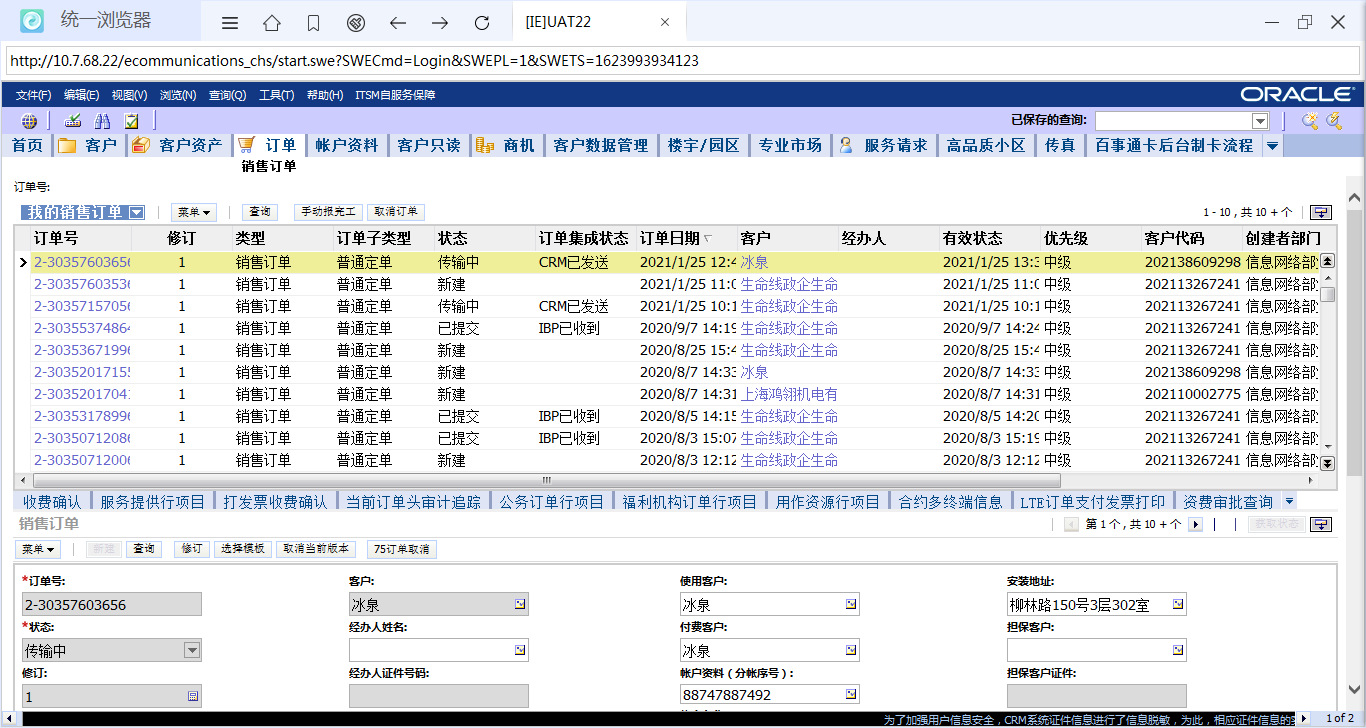 统一浏览器
[IE]UAT22
http://10.7.68.22/ecommunications_chs/start.swe?SWECmd=Login&SWEPL=1&SWETS=1623993934123
文件(F) 编辑(E) 视图(V) 浏览(N) 查询(Q) 工具(T) 帮助(H) ITSM自服务保障 ORACLE
已保存的查询:
首页 客户 客户资产 订单 帐户资料 客户只读 商机 客户数据管理 楼宇/园区 专业市场 服务请求 高品质小区 传真 百事通卡后台制卡流程
销售订单
订单号:
我的销售订单 菜单 查询 手动报完工 取消订单 1 - 10 , 共 10 + 个
订单号 修订 类型 订单子类型 状态 订单集成状态 订单日期 客户 经办人 有效状态 优先级 客户代码 创建者部门
2-30357603656 1 销售订单 普通定单 传输中 CRM已发送 2021/1/25 12:4 冰泉 2021/1/25 13:3 中级 202138609298 信息网络部
2-30357603536 1 销售订单 普通定单 新建 2021/1/25 11:0 生命线政企生命 2021/1/25 11:0 中级 202113267241 信息网络部
2-30357157056 1 销售订单 普通定单 传输中 CRM已发送 2021/1/25 10:1 生命线政企生命 2021/1/25 10:1 中级 202113267241 信息网络部
2-30355374864 1 销售订单 普通定单 已提交 IBP已收到 2020/9/7 14:19 生命线政企生命 2020/9/7 14:24 中级 202113267241 信息网络部
2-30353671996 1 销售订单 普通定单 新建 2020/8/25 15:4 生命线政企生命 2020/8/25 15:4 中级 202113267241 信息网络部
2-30352017155 1 销售订单 普通定单 新建 2020/8/7 14:33 冰泉 2020/8/7 14:33 中级 202138609298 信息网络部
2-30352017041 1 销售订单 普通定单 新建 2020/8/7 14:31 上海鸿翎机电有 2020/8/7 14:31 中级 202110002775 信息网络部
2-30353178996 1 销售订单 普通定单 已提交 IBP已收到 2020/8/5 14:15 生命线政企生命 2020/8/5 14:20 中级 202113267241 信息网络部
2-30350712086 1 销售订单 普通定单 已提交 IBP已收到 2020/8/3 15:07 生命线政企生命 2020/8/3 15:19 中级 202113267241 信息网络部
2-30350712006 1 销售订单 普通定单 新建 2020/8/3 12:12 生命线政企生命 2020/8/3 12:12 中级 202113267241 信息网络部
收费确认 服务提供行项目 打发票收费确认 当前订单头审计追踪 公务订单行项目 福利机构订单行项目 用作资源行项目 合约多终端信息 LTE订单支付发票打印 资费审批查询
销售订单 第 1 个 , 共 10 + 个 获取状态
菜单 新建 查询 修订 选择模板 取消当前版本 75订单取消
*订单号: 客户: 使用客户: 安装地址:
2-30357603656 冰泉 冰泉 柳林路150号3层302室
*状态: 经办人姓名: 付费客户: 担保客户:
传输中 冰泉
修订: 经办人证件号码: 帐户资料（分帐序号）: 担保客户证件:
1 88747887492
为了加强用户信息安全，CRM系统证件信息进行了信息脱敏，为此，相应证件信息的 1 of 2